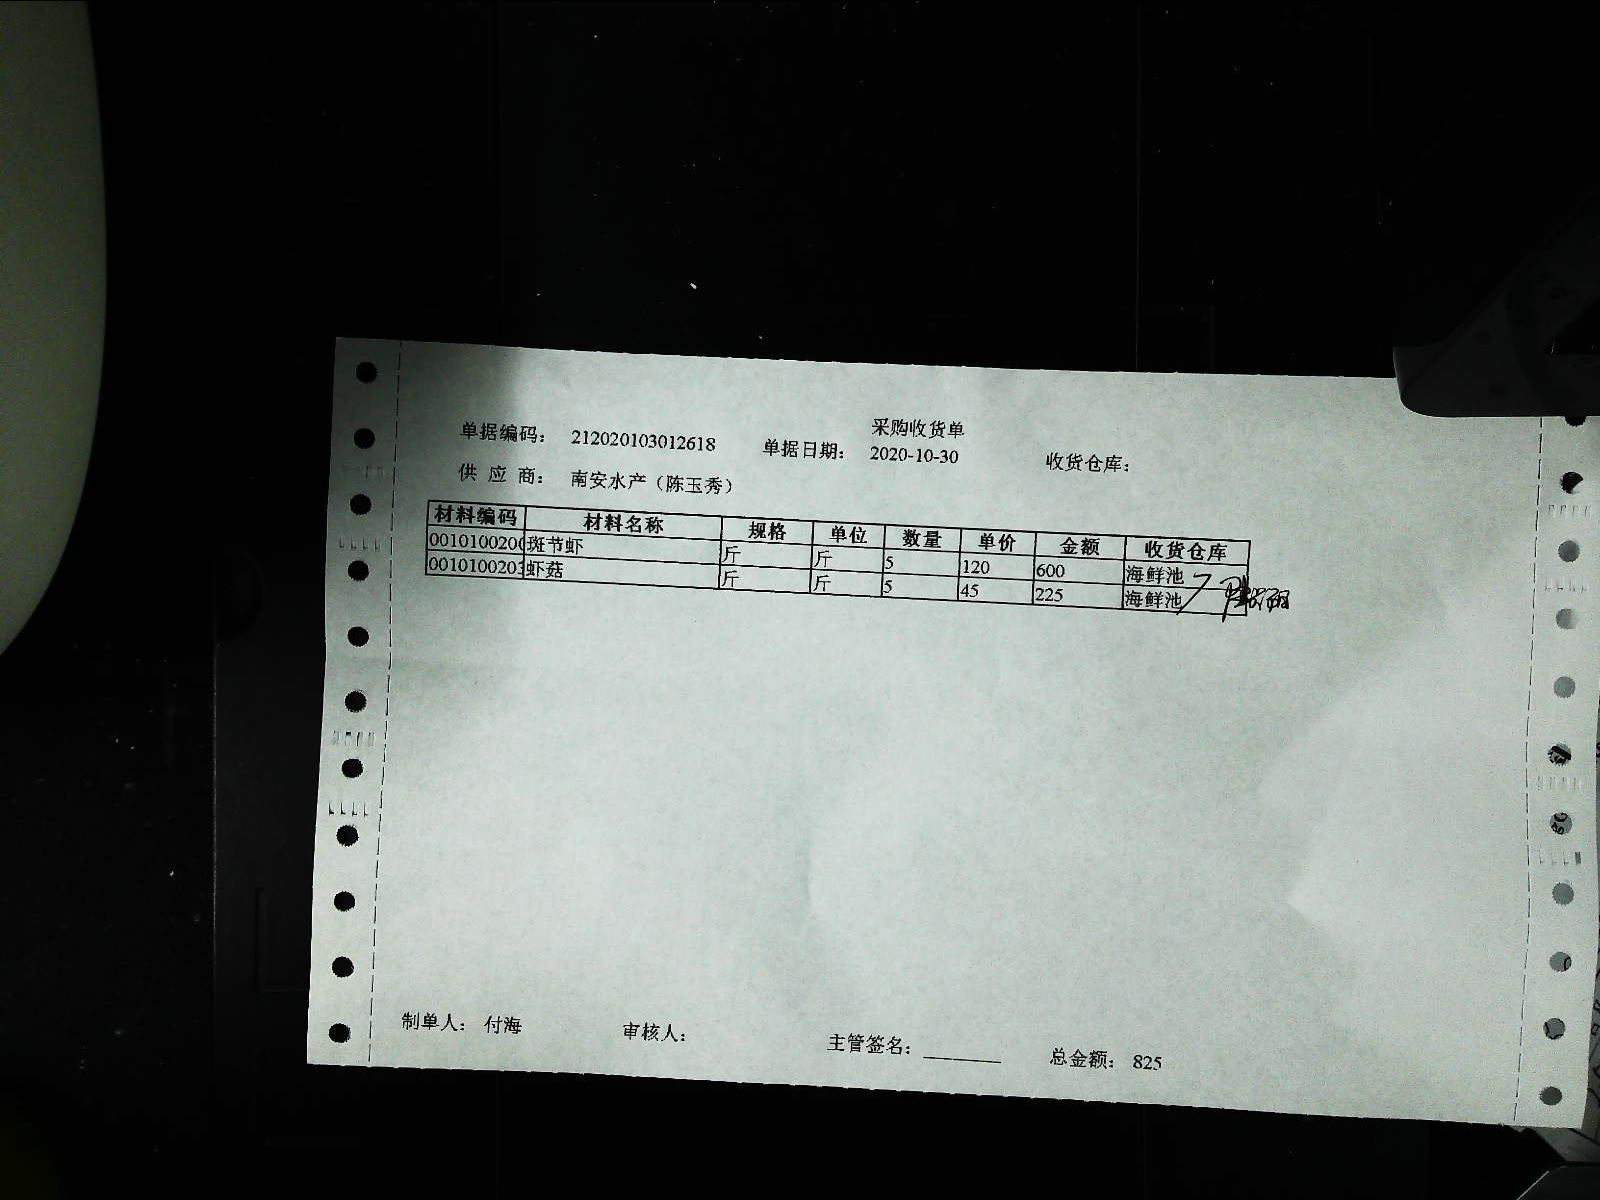 采购收货单
单据编码： 212020103012618 单据日期： 2020-10-30 收货仓库：
供 应 商： 南安水产（陈玉秀）
材料编码 材料名称 规格 单位 数量 单价 金额 收货仓库
0010100200 斑节虾 斤 斤 5 120 600 海鲜池
0010100203 虾菇 斤 斤 5 45 225 海鲜池
制单人： 付海 审核人： 主管签名： 总金额： 825